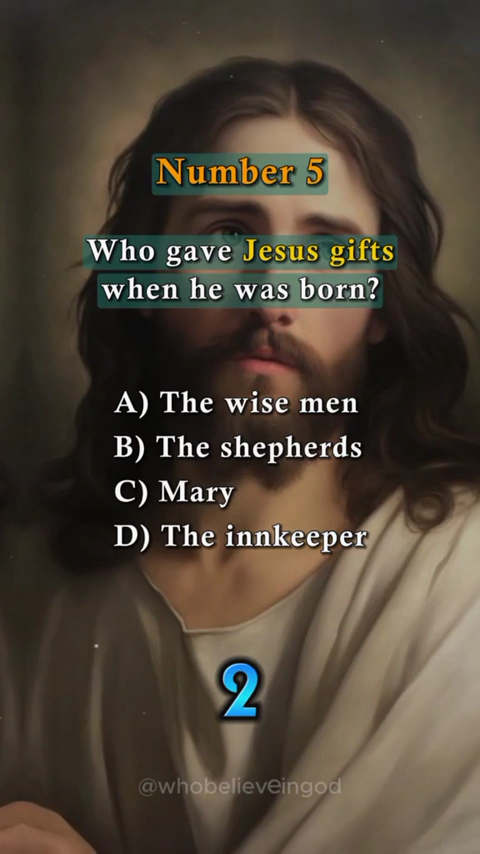 Number 5
Who gave Jesus gifts
when he was born?
A) The wise men
B) The shepherds
C) Mary
D) The innkeeper
2
@whobelieveingod